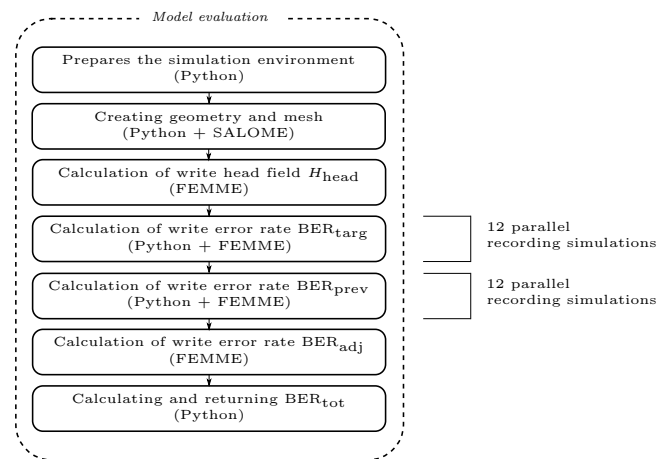 Model evaluation
Prepares the simulation environment
(Python)
Creating geometry and mesh
(Python + SALOME)
Calculation of write head field H_head
(FEMME)
Calculation of write error rate BER_targ
(Python + FEMME)
12 parallel
recording simulations
Calculation of write error rate BER_prev
(Python + FEMME)
12 parallel
recording simulations
Calculation of write error rate BER_adj
(FEMME)
Calculating and returning BER_tot
(Python)